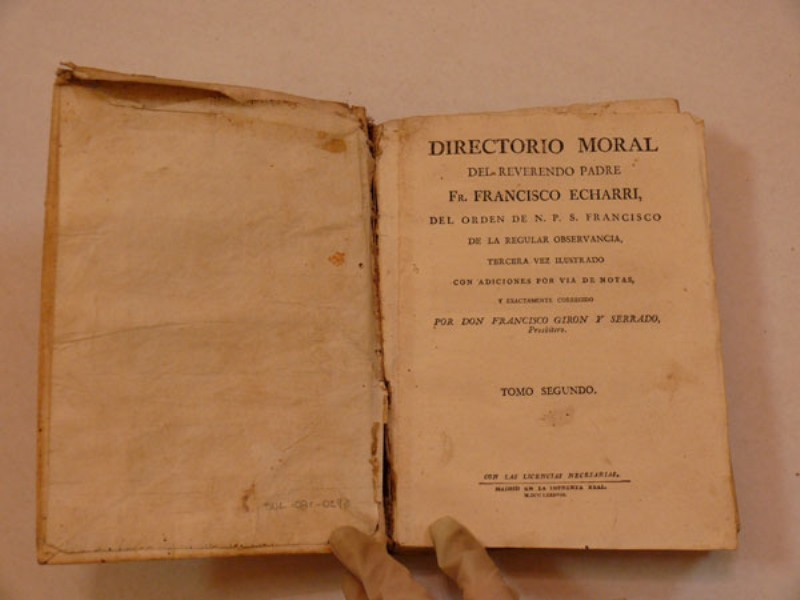 DIRECTORIO MORAL
DEL REVERENDO PADRE
FR. FRANCISCO ECHARRI,
DEL ORDEN DE N. P. S. FRANCISCO
DE LA REGULAR OBSERVANCIA,
TERCERA VEZ ILUSTRADO
CON ADICIONES POR VIA DE NOTAS,
Y EXACTAMENTE CORREGIDO
POR DON FRANCISCO GIRON Y SERRADO,
Presbítero.
TOMO SEGUNDO.
CON LAS LICENCIAS NECESARIAS.
MADRID EN LA IMPRENTA REAL.